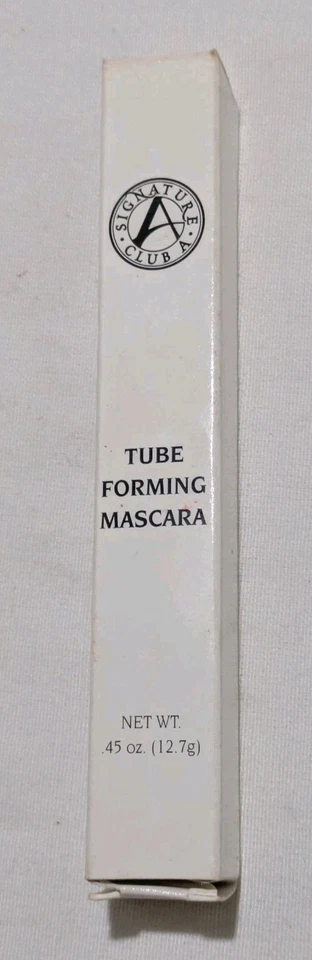 SIGNATURE
A
CLUB A
TUBE
FORMING
MASCARA
NET WT.
.45 oz. (12.7g)